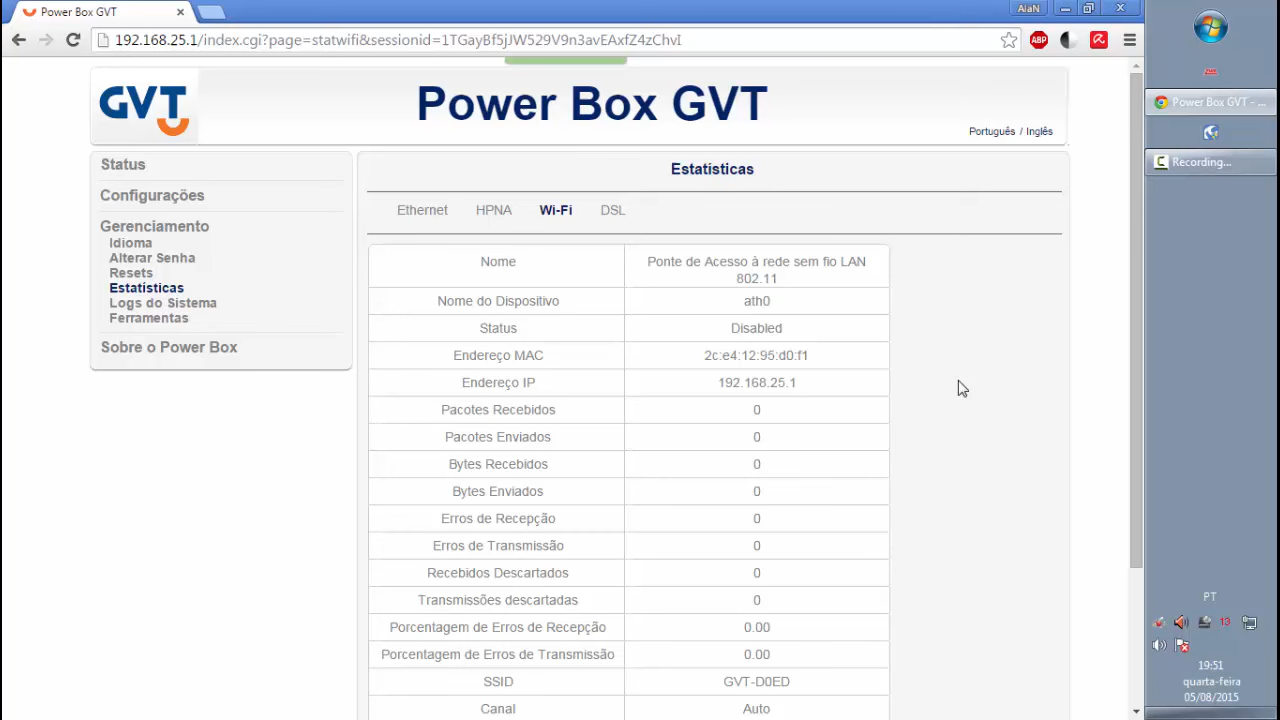 Power Box GVT
AlaN
192.168.25.1/index.cgi?page=statwifi&sessionid=1TGayBf5jJW529V9n3avEAxfZ4zChvI
ABP
GVT
Power Box GVT
Português / Inglês
Status
Configurações
Gerenciamento
Idioma
Alterar Senha
Resets
Estatísticas
Logs do Sistema
Ferramentas
Sobre o Power Box
Estatísticas
Ethernet HPNA Wi-Fi DSL
Nome Ponte de Acesso à rede sem fio LAN
802.11
Nome do Dispositivo ath0
Status Disabled
Endereço MAC 2c:e4:12:95:d0:f1
Endereço IP 192.168.25.1
Pacotes Recebidos 0
Pacotes Enviados 0
Bytes Recebidos 0
Bytes Enviados 0
Erros de Recepção 0
Erros de Transmissão 0
Recebidos Descartados 0
Transmissões descartadas 0
Porcentagem de Erros de Recepção 0.00
Porcentagem de Erros de Transmissão 0.00
SSID GVT-D0ED
Canal Auto
Power Box GVT - ...
Recording...
PT
13
19:51
quarta-feira
05/08/2015